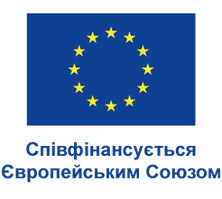 Співфінансується
Європейським Союзом